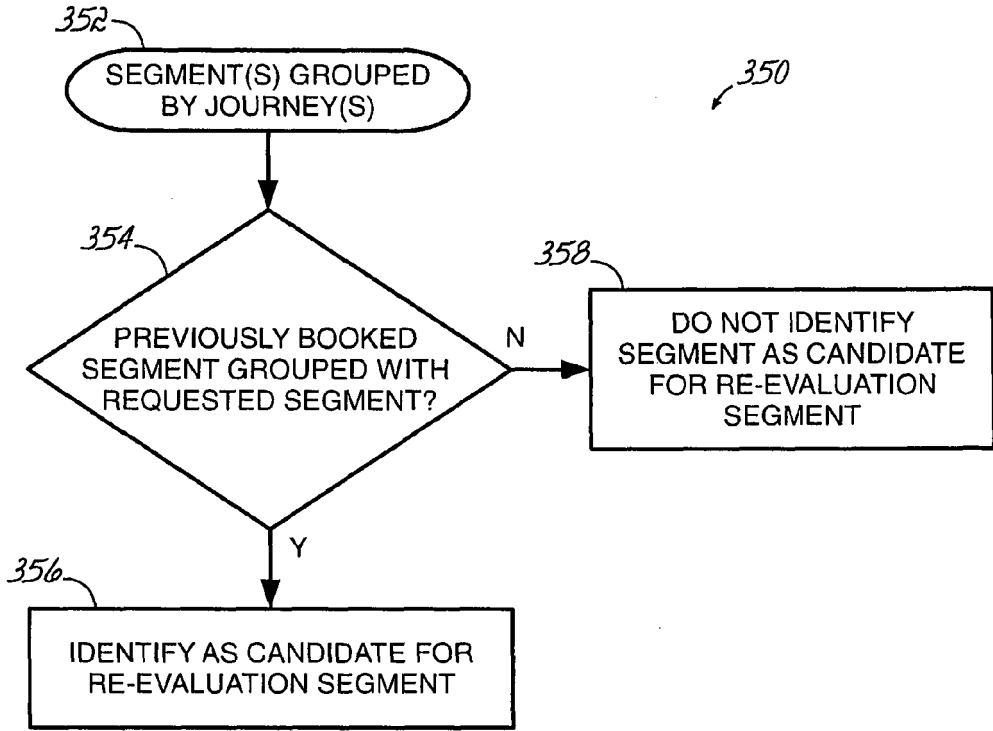 352
SEGMENT(S) GROUPED
BY JOURNEY(S)
350
354
PREVIOUSLY BOOKED
SEGMENT GROUPED WITH
REQUESTED SEGMENT?
N
358
DO NOT IDENTIFY
SEGMENT AS CANDIDATE
FOR RE-EVALUATION
SEGMENT
Y
356
IDENTIFY AS CANDIDATE FOR
RE-EVALUATION SEGMENT